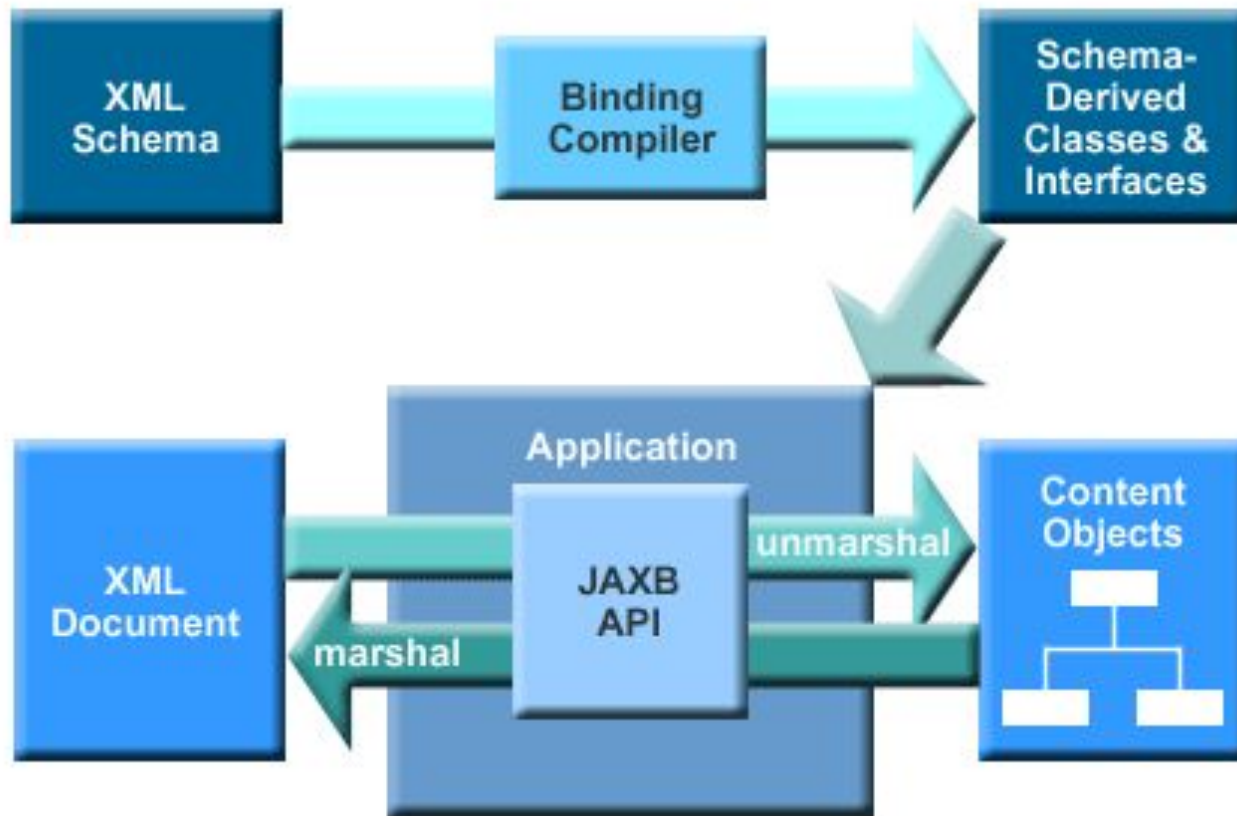 XML
Schema
Binding
Compiler
Schema-
Derived
Classes &
Interfaces
Application
XML
Document
JAXB
API
unmarshal
marshal
Content
Objects